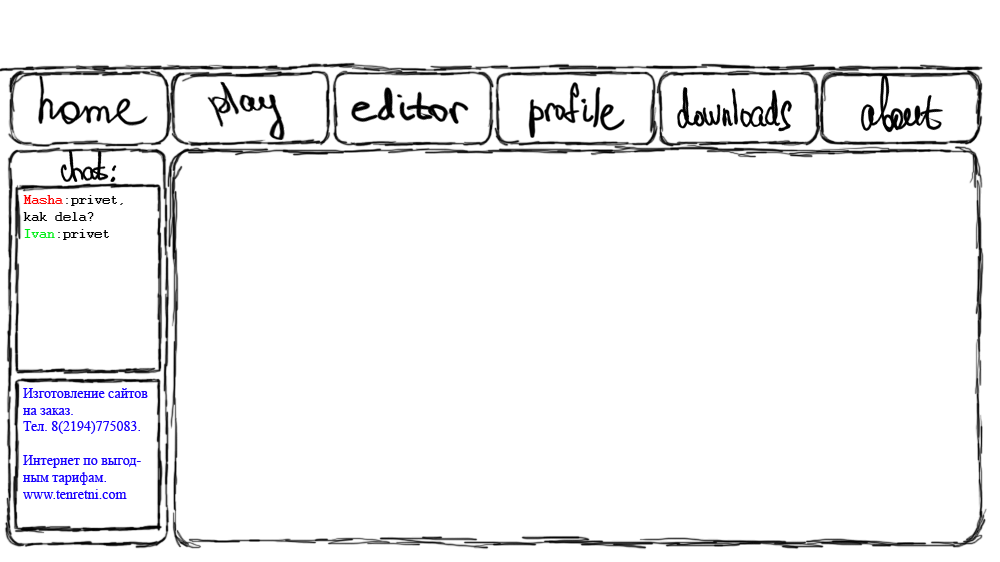 home play editor profile downloads about
chat:
Masha:privet,
kak dela?
Ivan:privet
Изготовление сайтов
на заказ.
Тел. 8(2194)775083.
Интернет по выгод-
ным тарифам.
www.tenretni.com